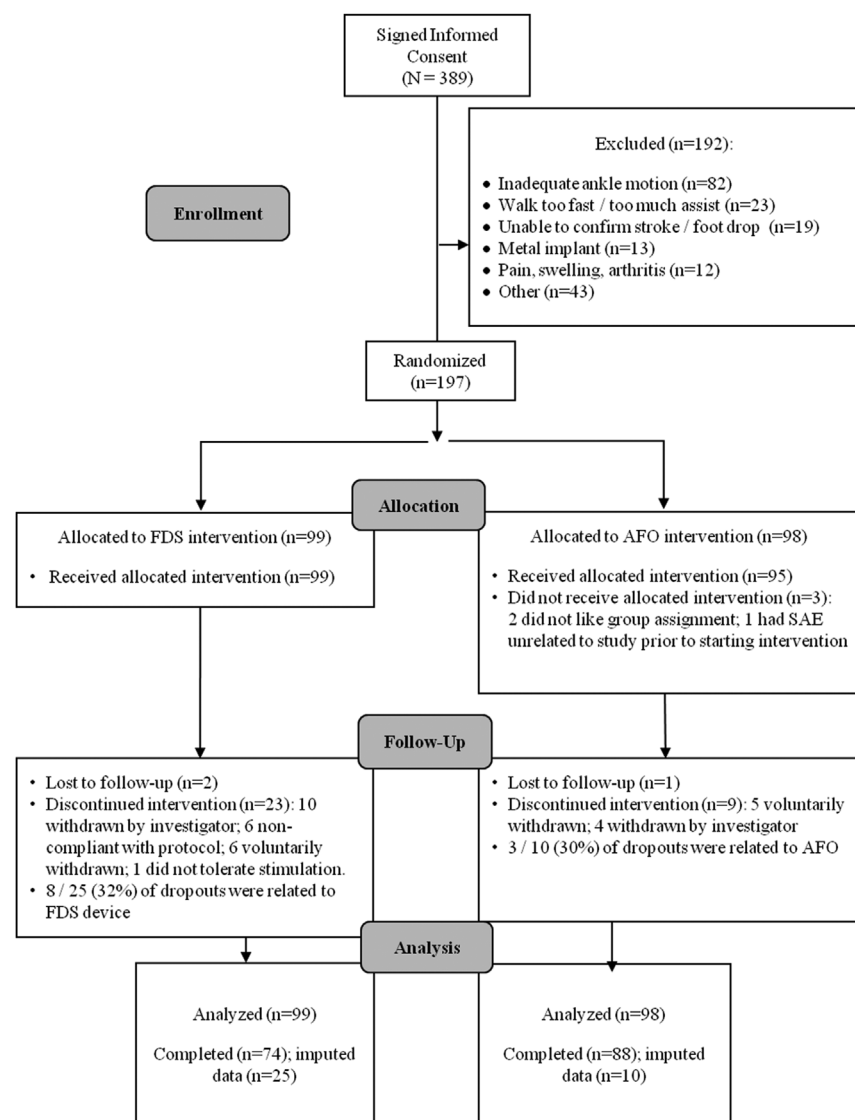 Signed Informed
Consent
(N = 389)
Excluded (n=192):
• Inadequate ankle motion (n=82)
• Walk too fast / too much assist (n=23)
• Unable to confirm stroke / foot drop (n=19)
• Metal implant (n=13)
• Pain, swelling, arthritis (n=12)
• Other (n=43)
Enrollment
Randomized
(n=197)
Allocation
Allocated to FDS intervention (n=99)
• Received allocated intervention (n=99)
Allocated to AFO intervention (n=98)
• Received allocated intervention (n=95)
• Did not receive allocated intervention (n=3):
2 did not like group assignment; 1 had SAE
unrelated to study prior to starting intervention
Follow-Up
• Lost to follow-up (n=2)
• Discontinued intervention (n=23): 10
withdrawn by investigator; 6 non-
compliant with protocol; 6 voluntarily
withdrawn; 1 did not tolerate stimulation.
• 8 / 25 (32%) of dropouts were related to
FDS device
• Lost to follow-up (n=1)
• Discontinued intervention (n=9): 5 voluntarily
withdrawn; 4 withdrawn by investigator
• 3 / 10 (30%) of dropouts were related to AFO
Analysis
Analyzed (n=99)
Completed (n=74); imputed
data (n=25)
Analyzed (n=98)
Completed (n=88); imputed
data (n=10)